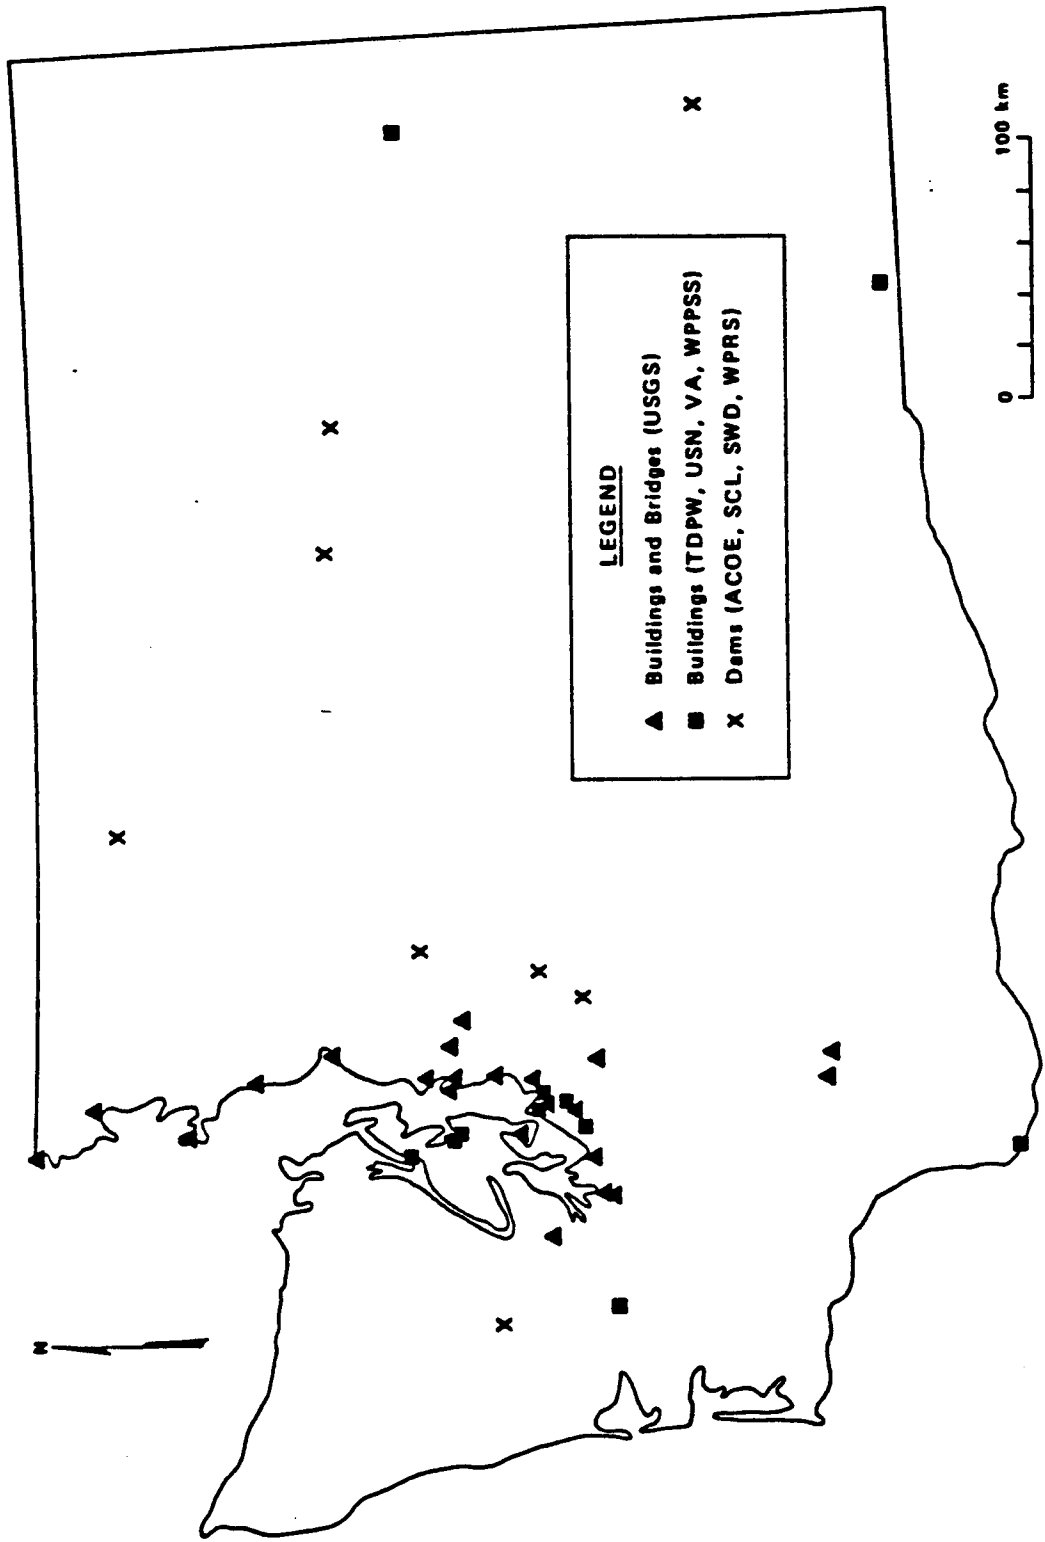 N
LEGEND
▲ Buildings and Bridges (USGS)
■ Buildings (TDPW, USN, VA, WPPSS)
X Dams (ACOE, SCL, SWD, WPRS)
0 100 km